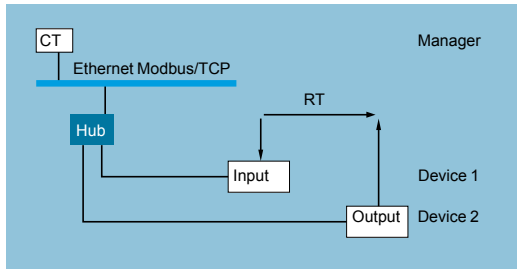 CT
Manager
Ethernet Modbus/TCP
RT
Hub
Input
Device 1
Output
Device 2